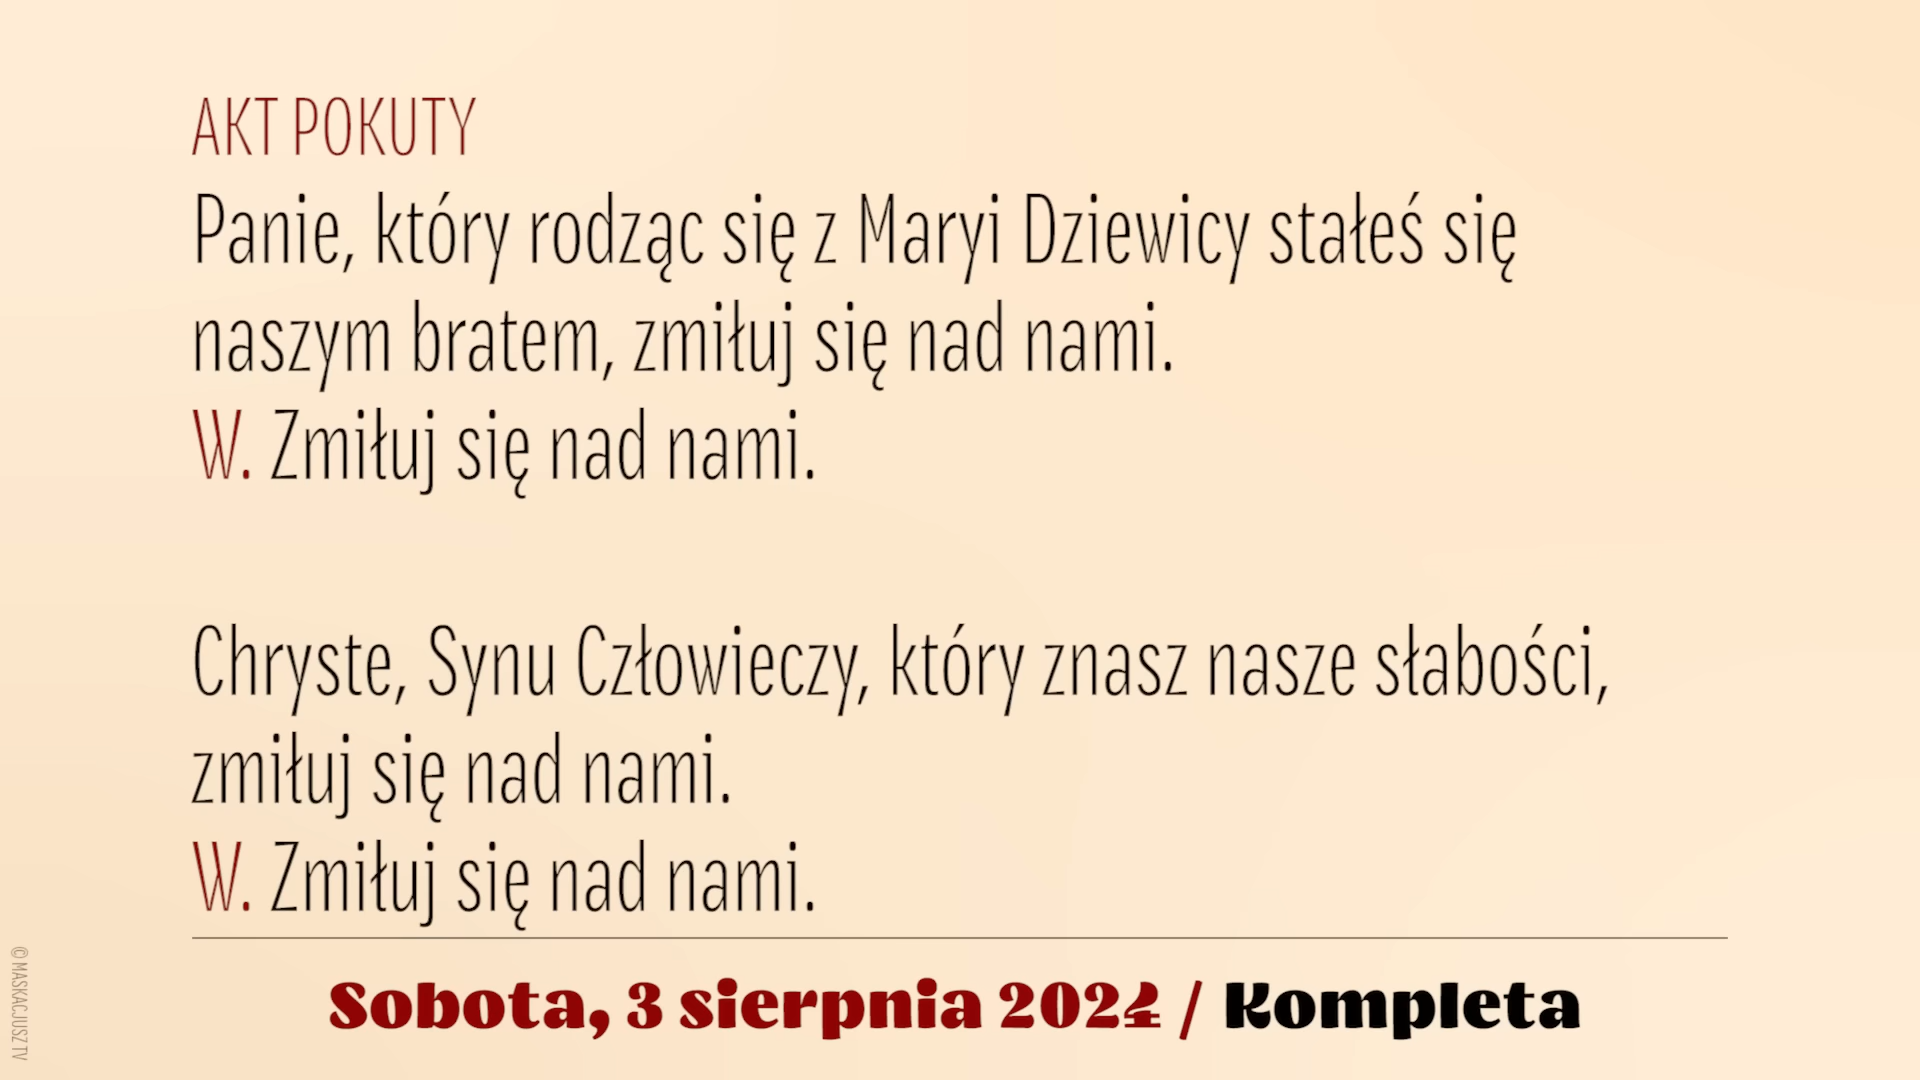 AKT POKUTY
Panie, który rodząc się z Maryi Dziewicy stałeś się
naszym bratem, zmiłuj się nad nami.
W. Zmiłuj się nad nami.
Chryste, Synu Człowieczy, który znasz nasze słabości,
zmiłuj się nad nami.
W. Zmiłuj się nad nami.
Sobota, 3 sierpnia 2024 / Kompleta
© MASKACJUSZ TV